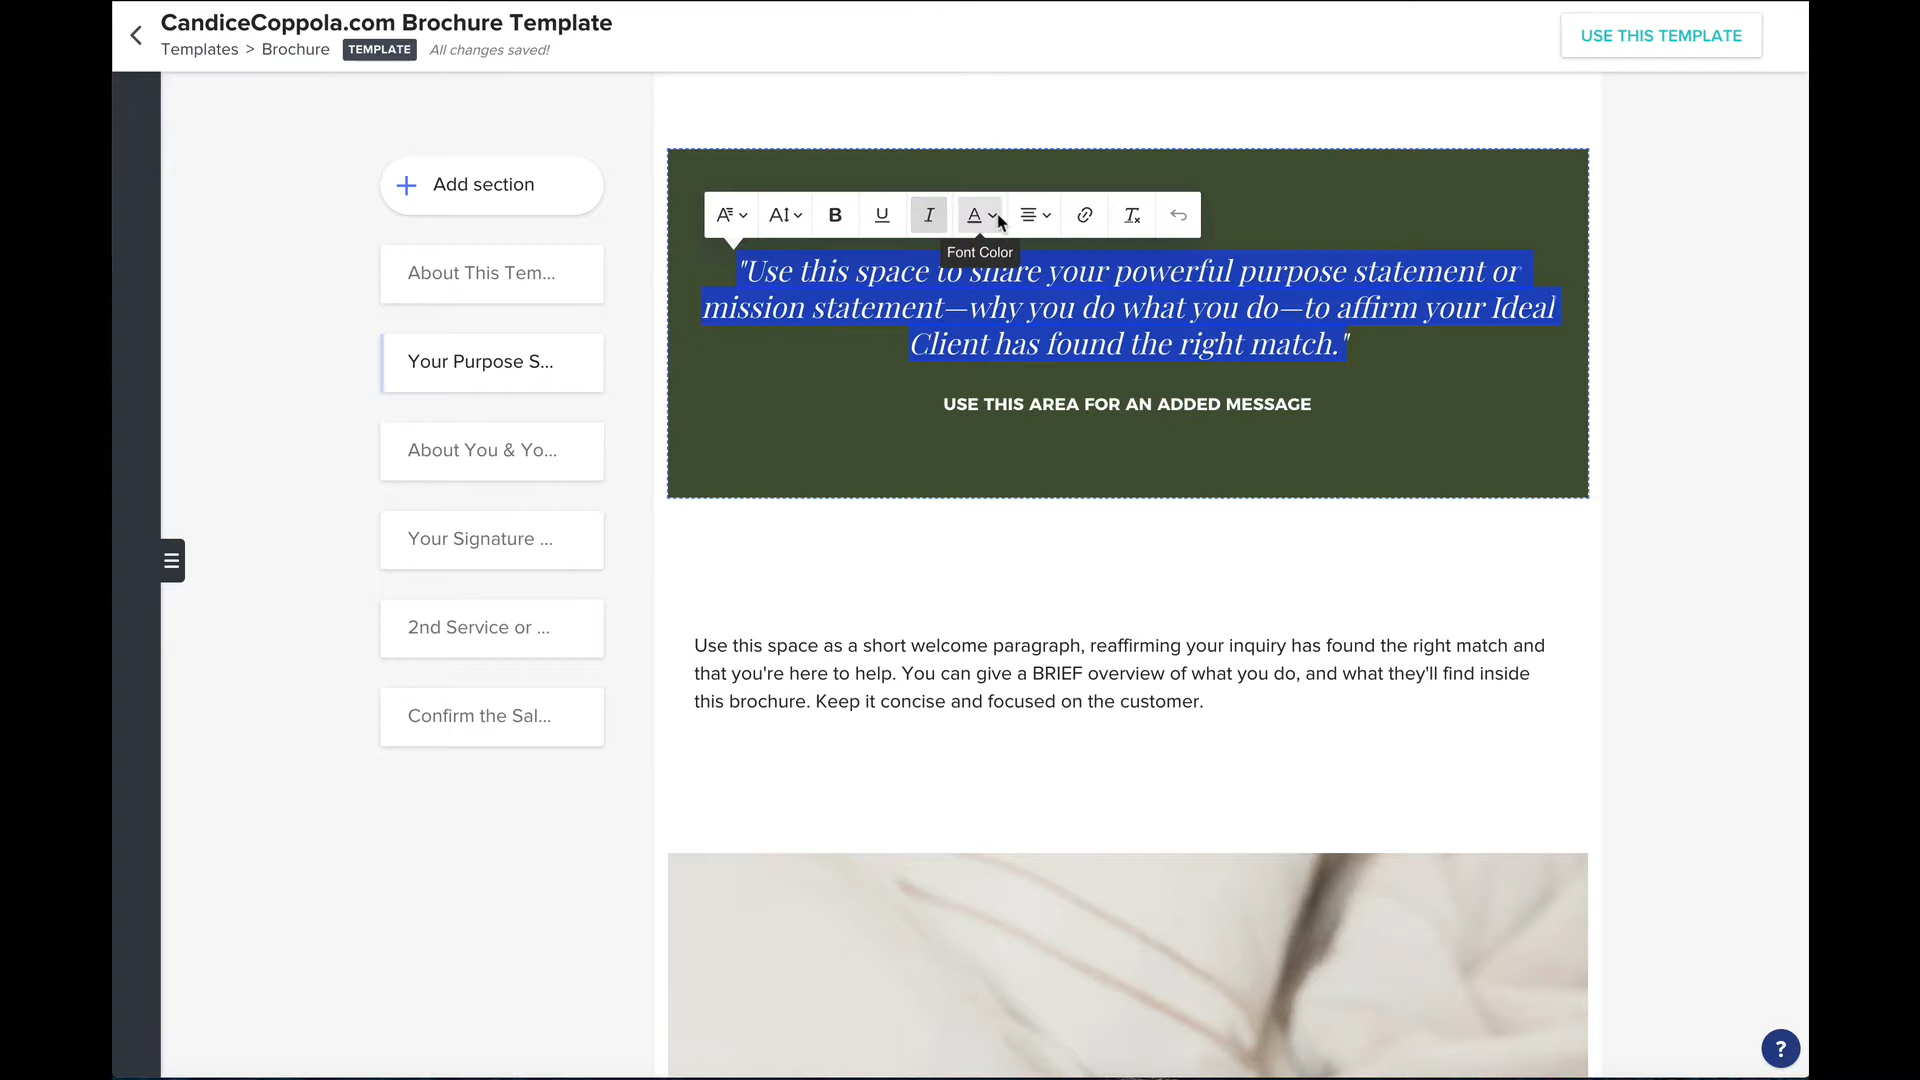 CandiceCoppola.com Brochure Template
Templates > Brochure TEMPLATE All changes saved!
USE THIS TEMPLATE
Add section
About This Tem...
Your Purpose S...
About You & Yo...
Your Signature ...
2nd Service or ...
Confirm the Sal...
Font Color
"Use this space to share your powerful purpose statement or
mission statement—why you do what you do—to affirm your Ideal
Client has found the right match."
USE THIS AREA FOR AN ADDED MESSAGE
Use this space as a short welcome paragraph, reaffirming your inquiry has found the right match and
that you're here to help. You can give a BRIEF overview of what you do, and what they'll find inside
this brochure. Keep it concise and focused on the customer.